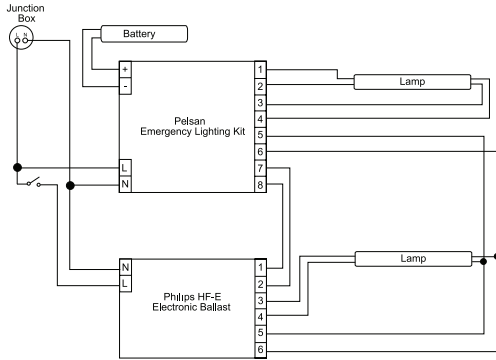 Junction
Box
L N
Battery
+
-
Pelsan
Emergency Lighting Kit
L
N
1
2
3
4
5
6
7
8
Lamp
N
L
Philips HF-E
Electronic Ballast
1
2
3
4
5
6
Lamp